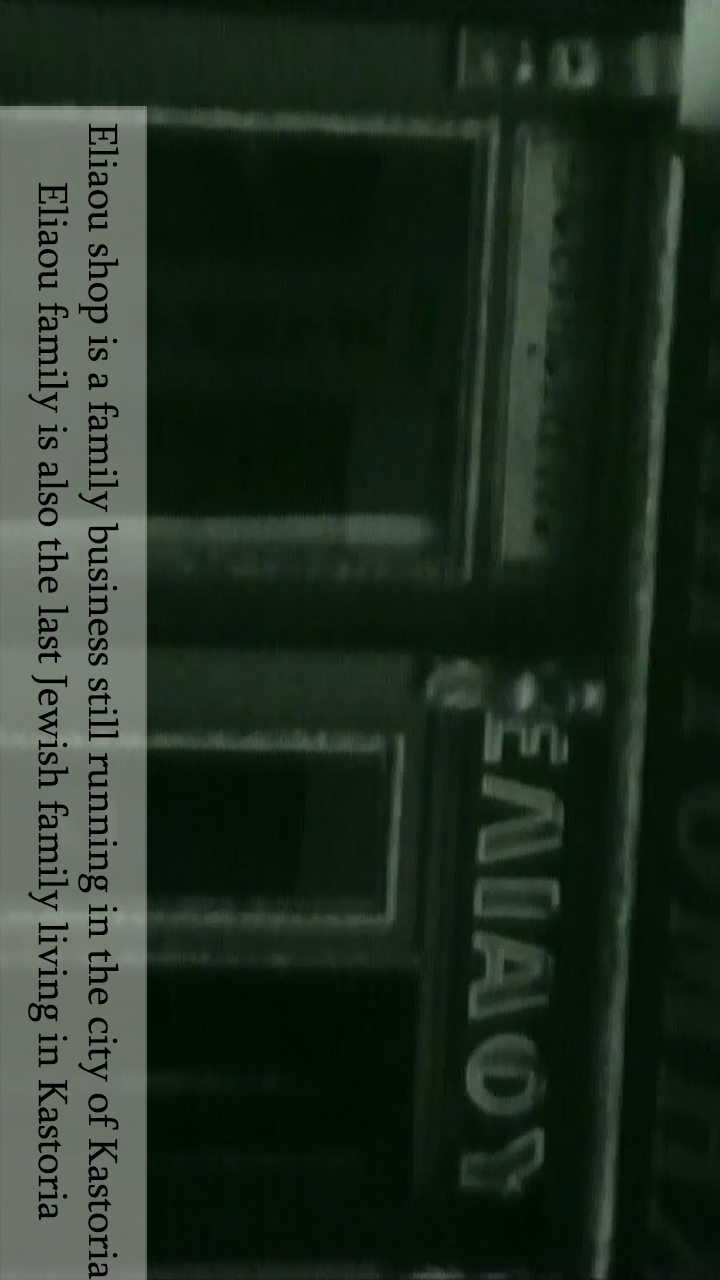 ΕΛΙΑΟΥ
Eliaou shop is a family business still running in the city of Kastoria
Eliaou family is also the last Jewish family living in Kastoria